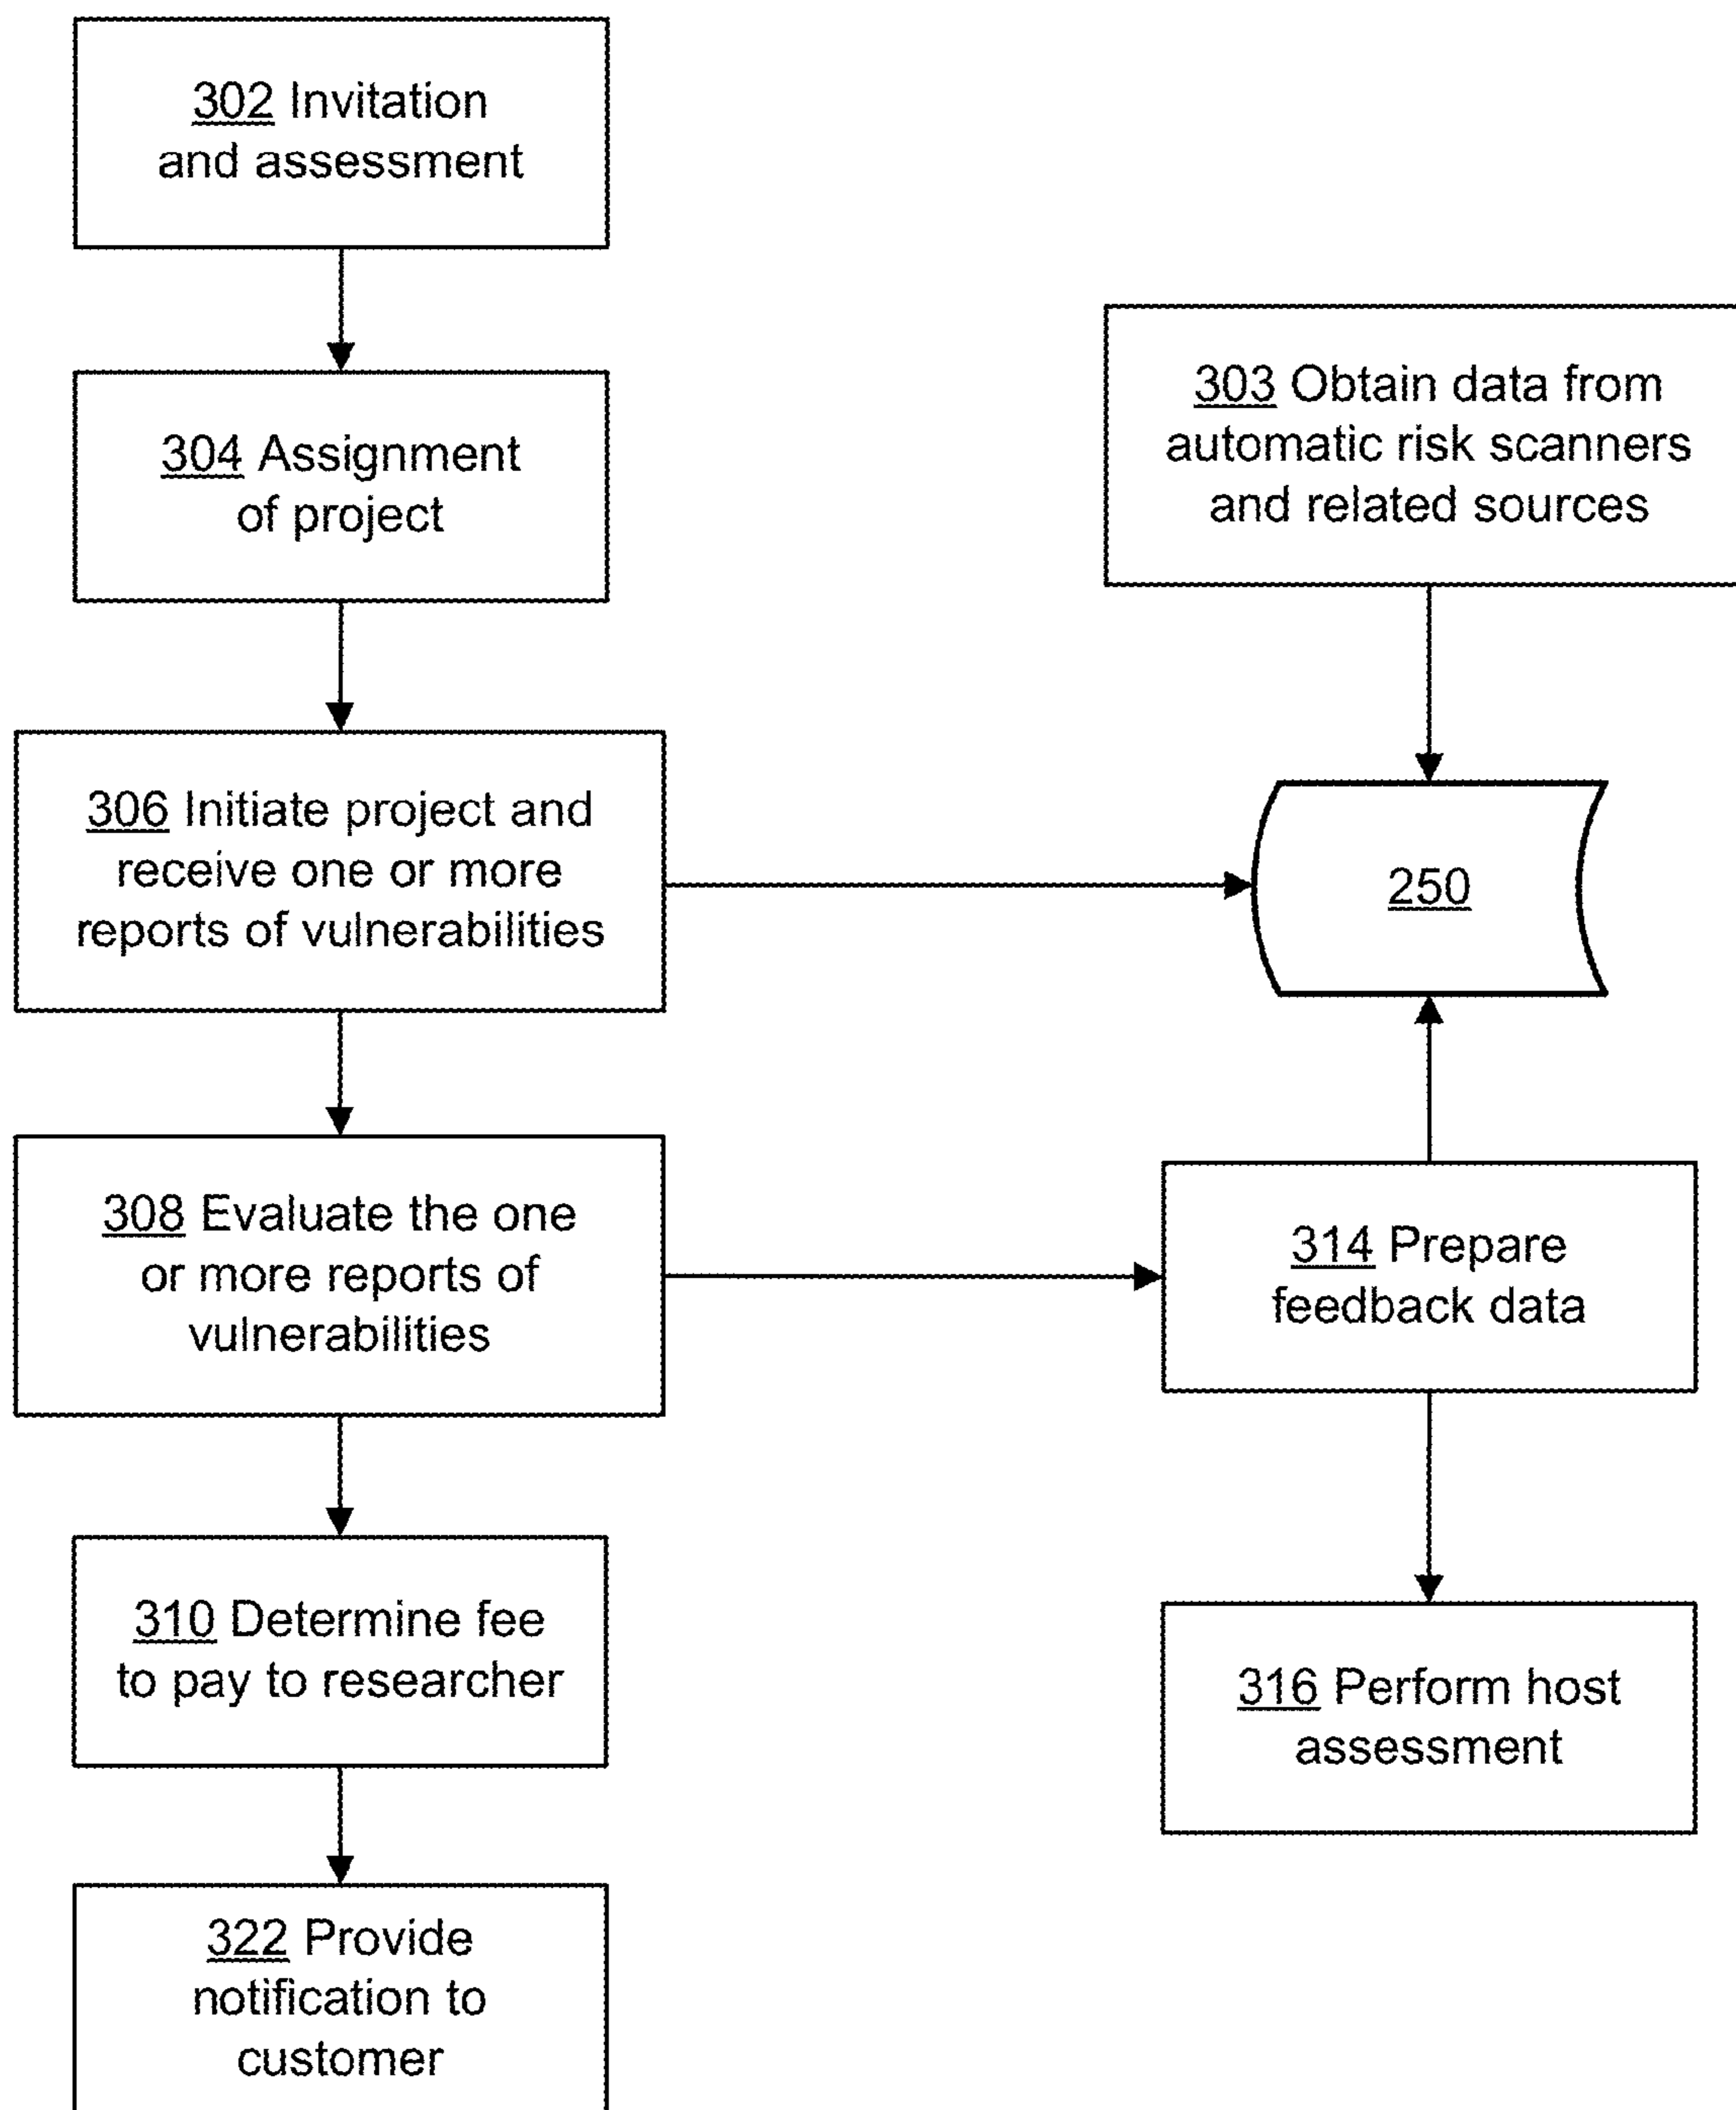 302 Invitation
and assessment
304 Assignment
of project
303 Obtain data from
automatic risk scanners
and related sources
306 Initiate project and
receive one or more
reports of vulnerabilities
250
308 Evaluate the one
or more reports of
vulnerabilities
314 Prepare
feedback data
310 Determine fee
to pay to researcher
316 Perform host
assessment
322 Provide
notification to
customer